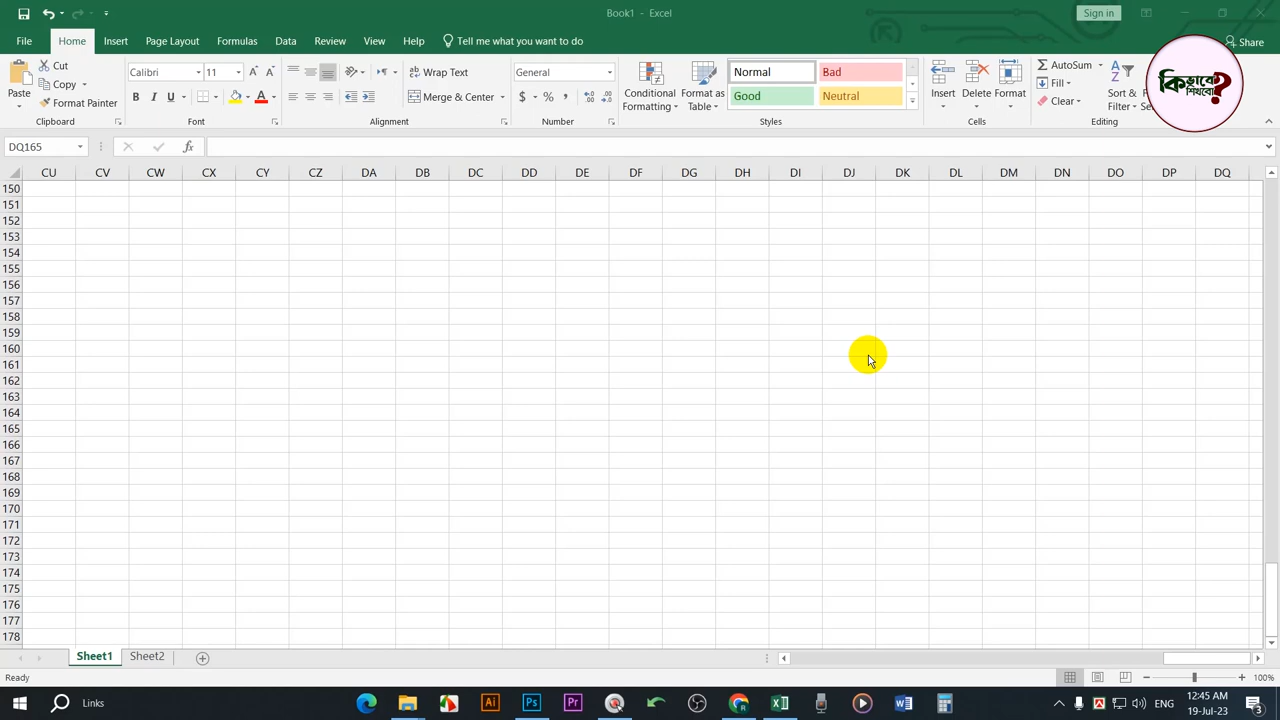 Book1 - Excel
Sign in
File Home Insert Page Layout Formulas Data Review View Help Tell me what you want to do Share
Paste
Cut
Copy
Format Painter
Clipboard
Calibri 11
B I U
Font
Wrap Text
Merge & Center
Alignment
General
$ % ,
Number
Conditional Formatting
Format as Table
Normal Bad
Good Neutral
Styles
Insert Delete Format
Cells
AutoSum
Fill
Clear
Sort & Filter
Editing
কিভাবে শিখবো?
DQ165 fx
CU CV CW CX CY CZ DA DB DC DD DE DF DG DH DI DJ DK DL DM DN DO DP DQ
150
151
152
153
154
155
156
157
158
159
160
161
162
163
164
165
166
167
168
169
170
171
172
173
174
175
176
177
178
Sheet1 Sheet2
Ready 100%
Links
Ai Ps Pr
ENG
12:45 AM
19-Jul-23
3